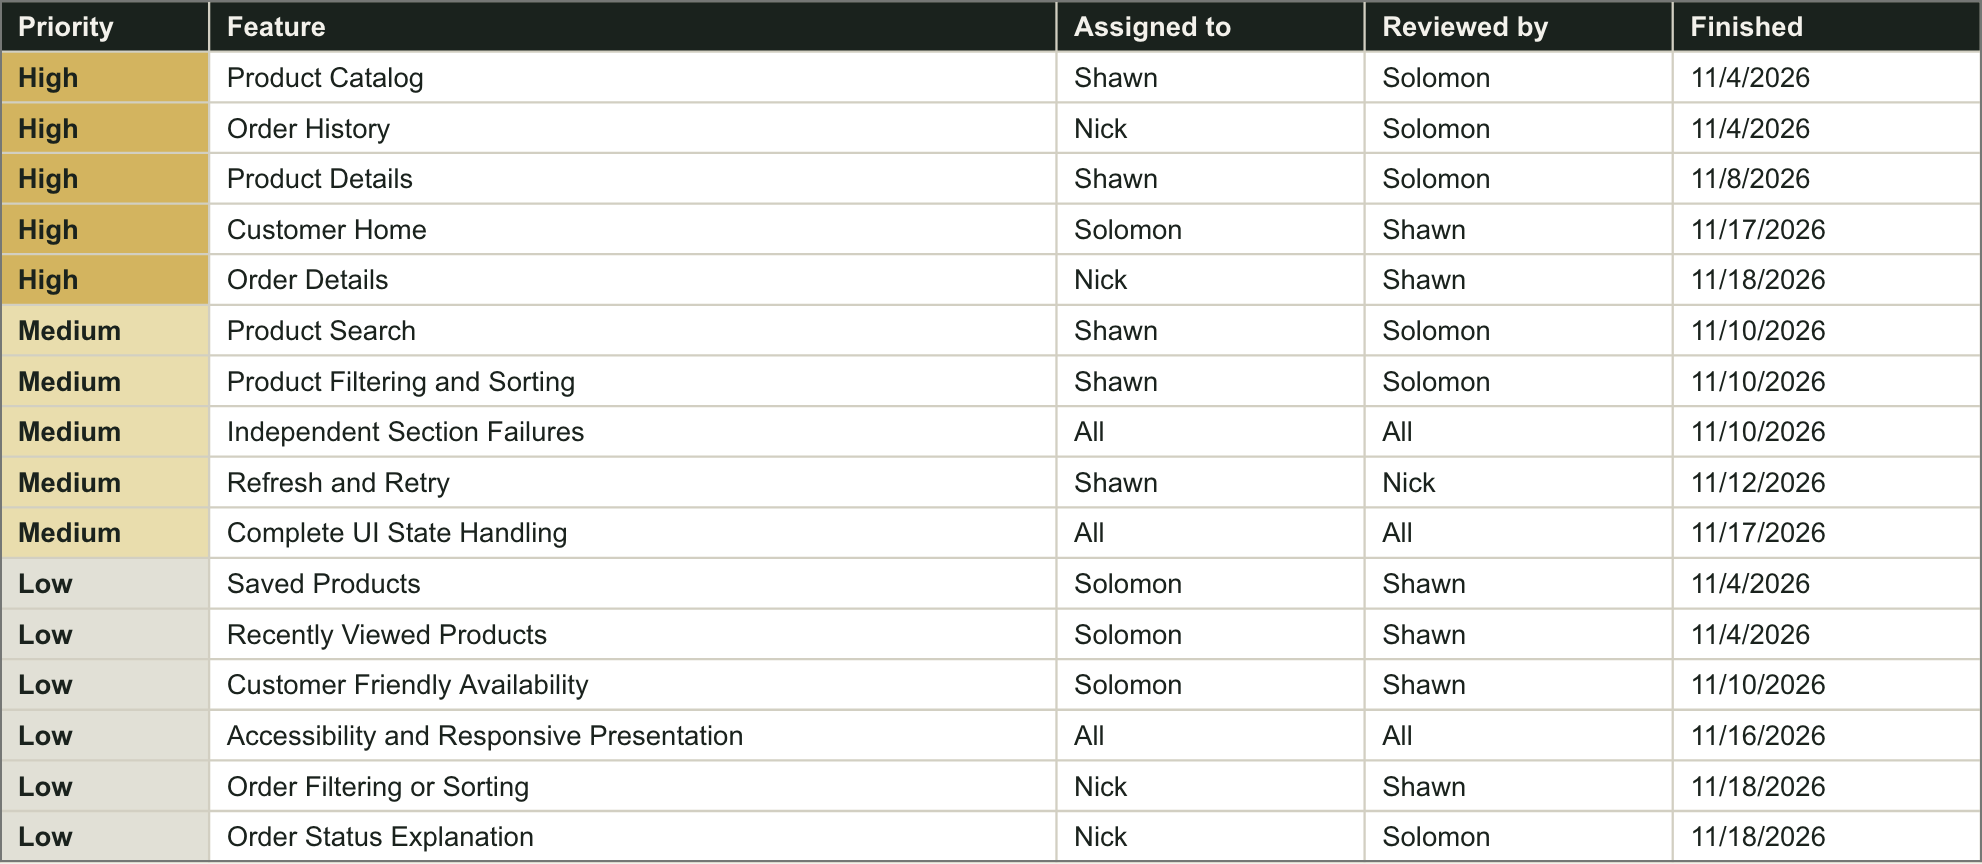 Priority Feature Assigned to Reviewed by Finished
High Product Catalog Shawn Solomon 11/4/2026
High Order History Nick Solomon 11/4/2026
High Product Details Shawn Solomon 11/8/2026
High Customer Home Solomon Shawn 11/17/2026
High Order Details Nick Shawn 11/18/2026
Medium Product Search Shawn Solomon 11/10/2026
Medium Product Filtering and Sorting Shawn Solomon 11/10/2026
Medium Independent Section Failures All All 11/10/2026
Medium Refresh and Retry Shawn Nick 11/12/2026
Medium Complete UI State Handling All All 11/17/2026
Low Saved Products Solomon Shawn 11/4/2026
Low Recently Viewed Products Solomon Shawn 11/4/2026
Low Customer Friendly Availability Solomon Shawn 11/10/2026
Low Accessibility and Responsive Presentation All All 11/16/2026
Low Order Filtering or Sorting Nick Shawn 11/18/2026
Low Order Status Explanation Nick Solomon 11/18/2026